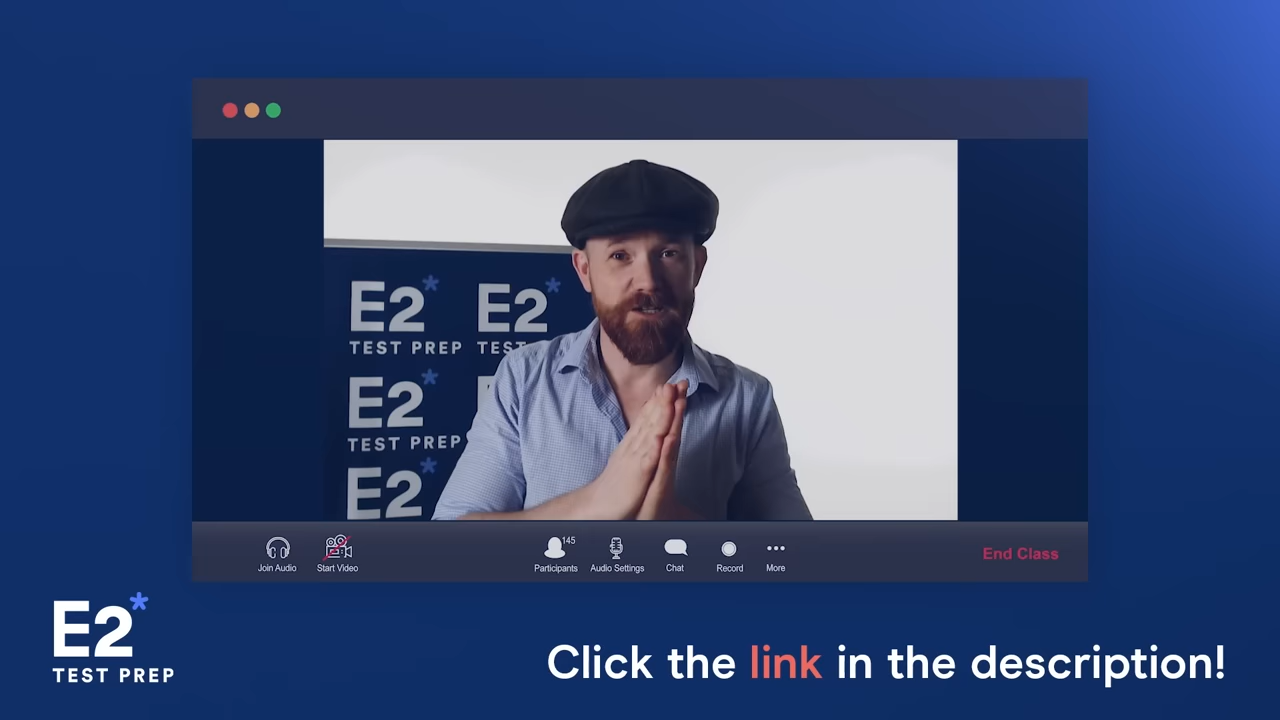 E2*
E2*
TEST PREP
TEST
E2*
TEST PREP
E2*
Join Audio
Start Video
145
Participants
Audio Settings
Chat
Record
More
End Class
E2*
TEST PREP
Click the link in the description!